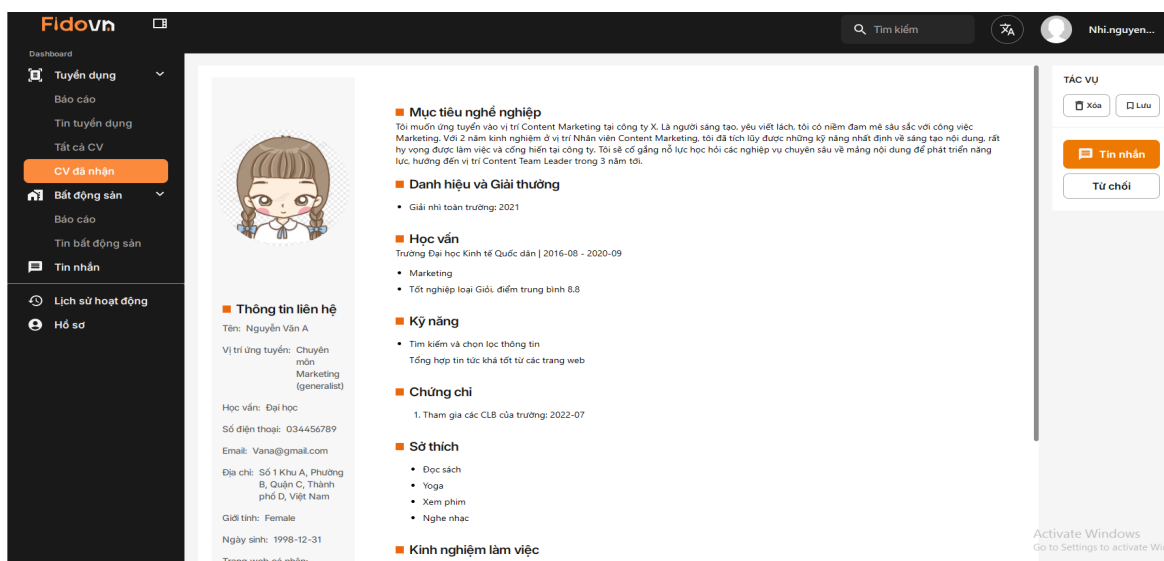 Fidovn
Tìm kiếm
Nhi.nguyen...
Dashboard
Tuyển dụng
Báo cáo
Tin tuyển dụng
Tất cả CV
CV đã nhận
Bất động sản
Báo cáo
Tin bất động sản
Tin nhắn
Lịch sử hoạt động
Hồ sơ
Thông tin liên hệ
Tên: Nguyễn Văn A
Vị trí ứng tuyển: Chuyên
môn
Marketing
(generalist)
Học vấn: Đại học
Số điện thoại: 034456789
Email: Vana@gmail.com
Địa chỉ: Số 1 Khu A, Phường
B, Quận C, Thành
phố D, Việt Nam
Giới tính: Female
Ngày sinh: 1998-12-31
Trang web cá nhân:
Mục tiêu nghề nghiệp
Tôi muốn ứng tuyển vào vị trí Content Marketing tại công ty X. Là người sáng tạo, yêu viết lách, tôi có niềm đam mê sâu sắc với công việc
Marketing. Với 2 năm kinh nghiệm ở vị trí Nhân viên Content Marketing, tôi đã tích lũy được những kỹ năng nhất định về sáng tạo nội dung, rất
hy vọng được làm việc và cống hiến tại công ty. Tôi sẽ cố gắng nỗ lực học hỏi các nghiệp vụ chuyên sâu về mảng nội dung để phát triển năng
lực, hướng đến vị trí Content Team Leader trong 3 năm tới.
Danh hiệu và Giải thưởng
• Giải nhì toàn trường: 2021
Học vấn
Trường Đại học Kinh tế Quốc dân | 2016-08 - 2020-09
• Marketing
• Tốt nghiệp loại Giỏi, điểm trung bình 8.8
Kỹ năng
• Tìm kiếm và chọn lọc thông tin
Tổng hợp tin tức khá tốt từ các trang web
Chứng chỉ
1. Tham gia các CLB của trường: 2022-07
Sở thích
• Đọc sách
• Yoga
• Xem phim
• Nghe nhạc
Kinh nghiệm làm việc
TÁC VỤ
Xóa
Lưu
Tin nhắn
Từ chối
Activate Windows
Go to Settings to activate Wi